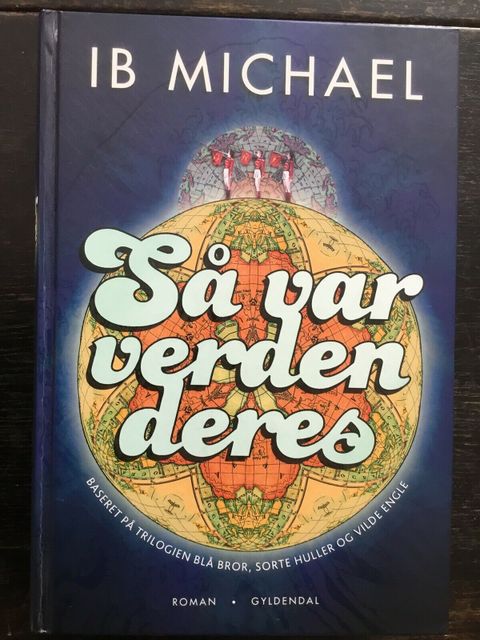 IB MICHAEL
Så var
verden
deres
BASERET PÅ TRILOGIEN BLÅ BROR, SORTE HULLER OG VILDE ENGLE
ROMAN • GYLDENDAL